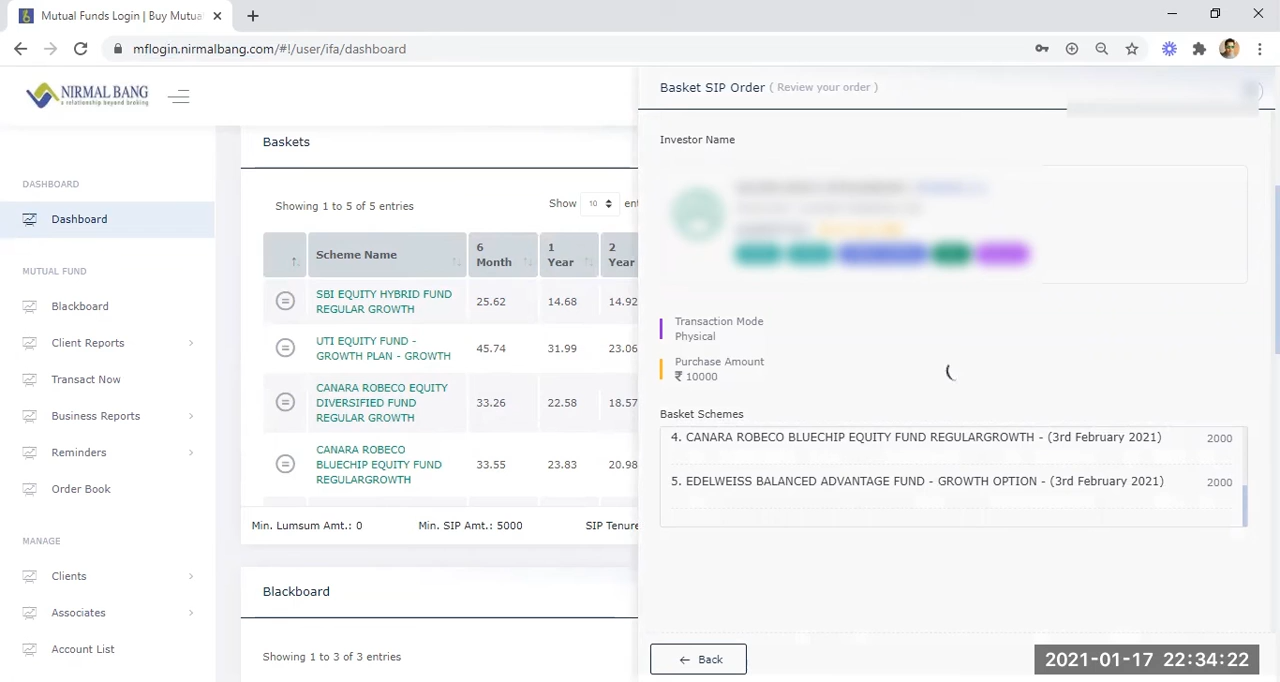 Mutual Funds Login | Buy Mutua
mflogin.nirmalbang.com/#!/user/ifa/dashboard
NIRMAL BANG
a relationship beyond broking
DASHBOARD
Dashboard
MUTUAL FUND
Blackboard
Client Reports
Transact Now
Business Reports
Reminders
Order Book
MANAGE
Clients
Associates
Account List
Baskets
Showing 1 to 5 of 5 entries
Show 10 ent
Scheme Name
6 Month
1 Year
2 Year
SBI EQUITY HYBRID FUND
REGULAR GROWTH
25.62 14.68 14.92
UTI EQUITY FUND -
GROWTH PLAN - GROWTH
45.74 31.99 23.06
CANARA ROBECO EQUITY
DIVERSIFIED FUND
REGULAR GROWTH
33.26 22.58 18.57
CANARA ROBECO
BLUECHIP EQUITY FUND
REGULARGROWTH
33.55 23.83 20.98
Min. Lumsum Amt.: 0 Min. SIP Amt.: 5000 SIP Tenure
Blackboard
Showing 1 to 3 of 3 entries
Basket SIP Order ( Review your order )
Investor Name
Transaction Mode
Physical
Purchase Amount
₹ 10000
Basket Schemes
4. CANARA ROBECO BLUECHIP EQUITY FUND REGULARGROWTH - (3rd February 2021) 2000
5. EDELWEISS BALANCED ADVANTAGE FUND - GROWTH OPTION - (3rd February 2021) 2000
← Back
2021-01-17 22:34:22